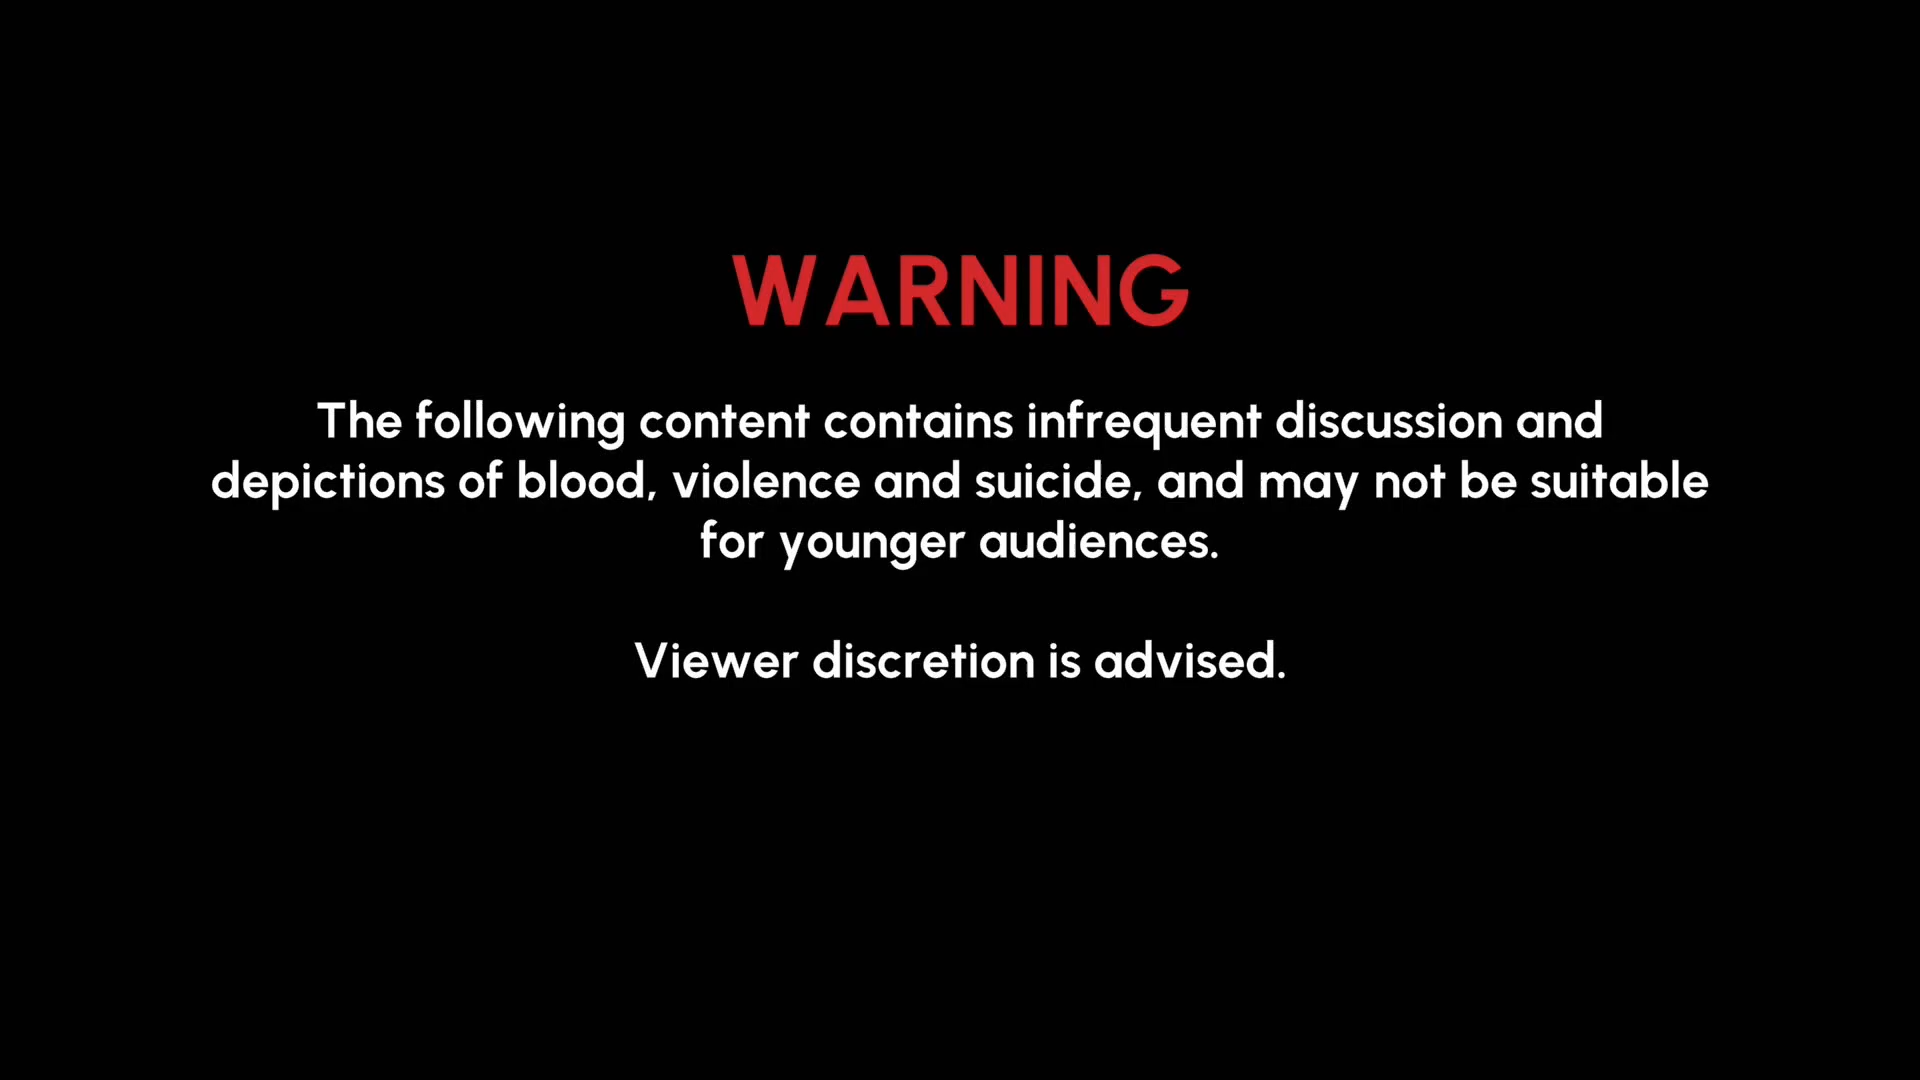 WARNING
The following content contains infrequent discussion and
depictions of blood, violence and suicide, and may not be suitable
for younger audiences.
Viewer discretion is advised.